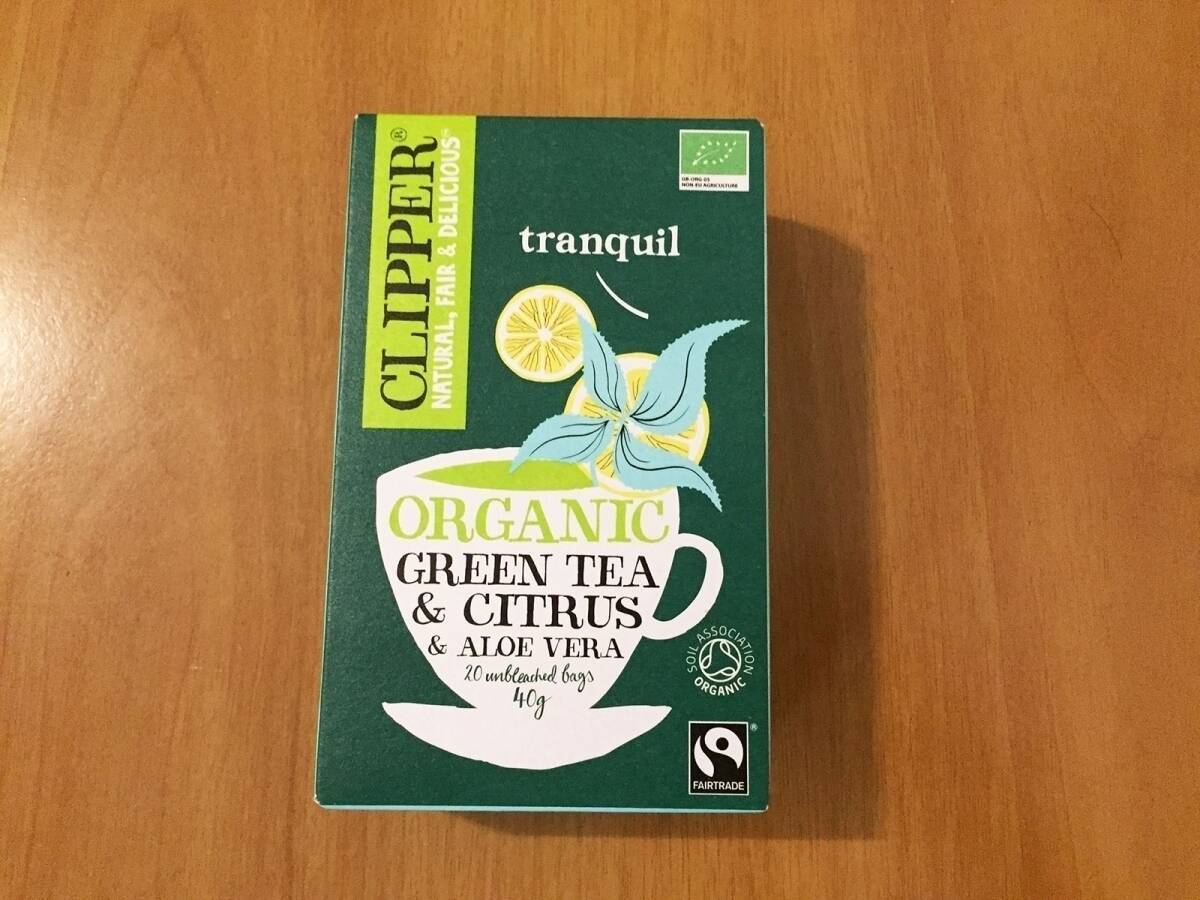 CLIPPER®
NATURAL, FAIR & DELICIOUS™
GB-ORG-05
NON-EU AGRICULTURE
tranquil
ORGANIC
GREEN TEA
& CITRUS
& ALOE VERA
20 unbleached bags
40g
SOIL ASSOCIATION
ORGANIC
®
FAIRTRADE